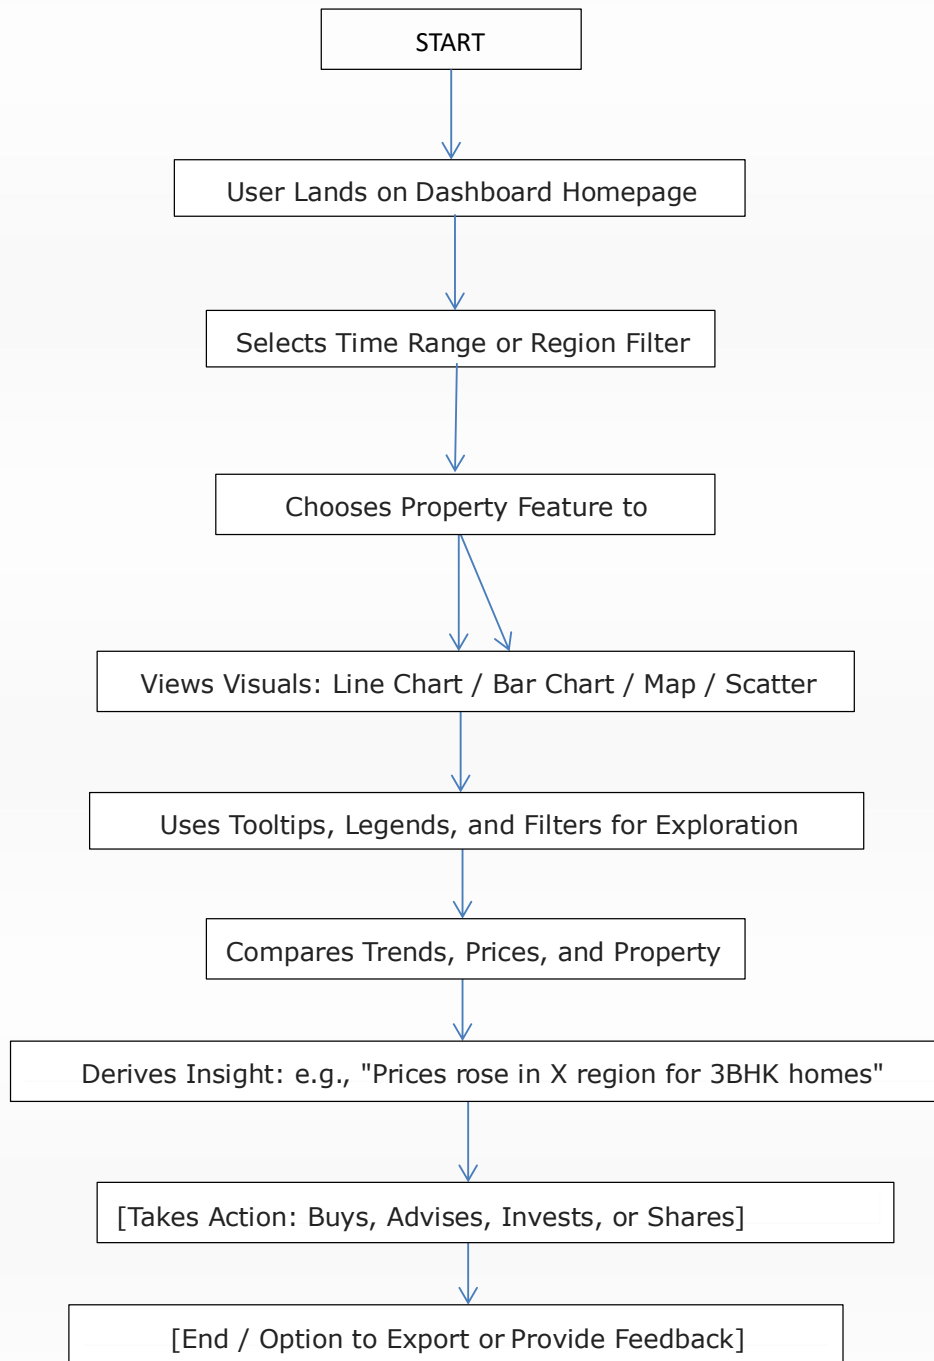 START
User Lands on Dashboard Homepage
Selects Time Range or Region Filter
Chooses Property Feature to
Views Visuals: Line Chart / Bar Chart / Map / Scatter
Uses Tooltips, Legends, and Filters for Exploration
Compares Trends, Prices, and Property
Derives Insight: e.g., "Prices rose in X region for 3BHK homes"
[Takes Action: Buys, Advises, Invests, or Shares]
[End / Option to Export or Provide Feedback]